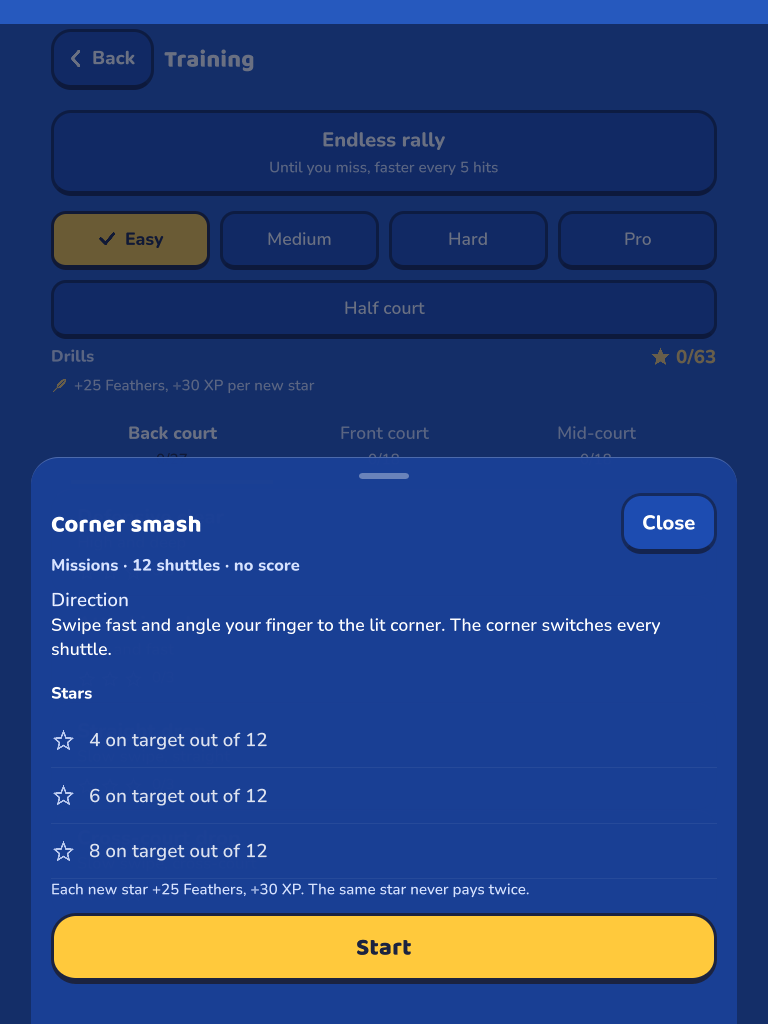 Back
Training
Endless rally
Until you miss, faster every 5 hits
Easy
Medium
Hard
Pro
Half court
Drills
0/63
+25 Feathers, +30 XP per new star
Back court
Front court
Mid-court
Corner smash
Close
Missions · 12 shuttles · no score
Direction
Swipe fast and angle your finger to the lit corner. The corner switches every
shuttle.
Stars
4 on target out of 12
6 on target out of 12
8 on target out of 12
Each new star +25 Feathers, +30 XP. The same star never pays twice.
Start